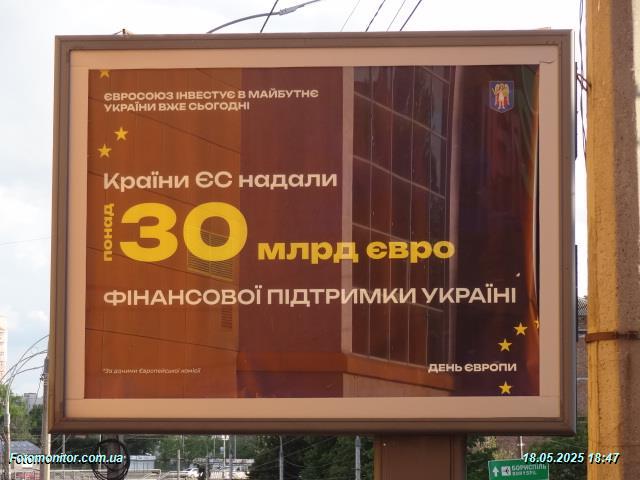 ЄВРОСОЮЗ ІНВЕСТУЄ В МАЙБУТНЄ
УКРАЇНИ ВЖЕ СЬОГОДНІ
Країни ЄС надали
понад
30 млрд євро
ФІНАНСОВОЇ ПІДТРИМКИ УКРАЇНІ
*За даними Європейської комісії
ДЕНЬ ЄВРОПИ
Fotomonitor.com.ua
18.05.2025 18:47
БОРИСПІЛЬ